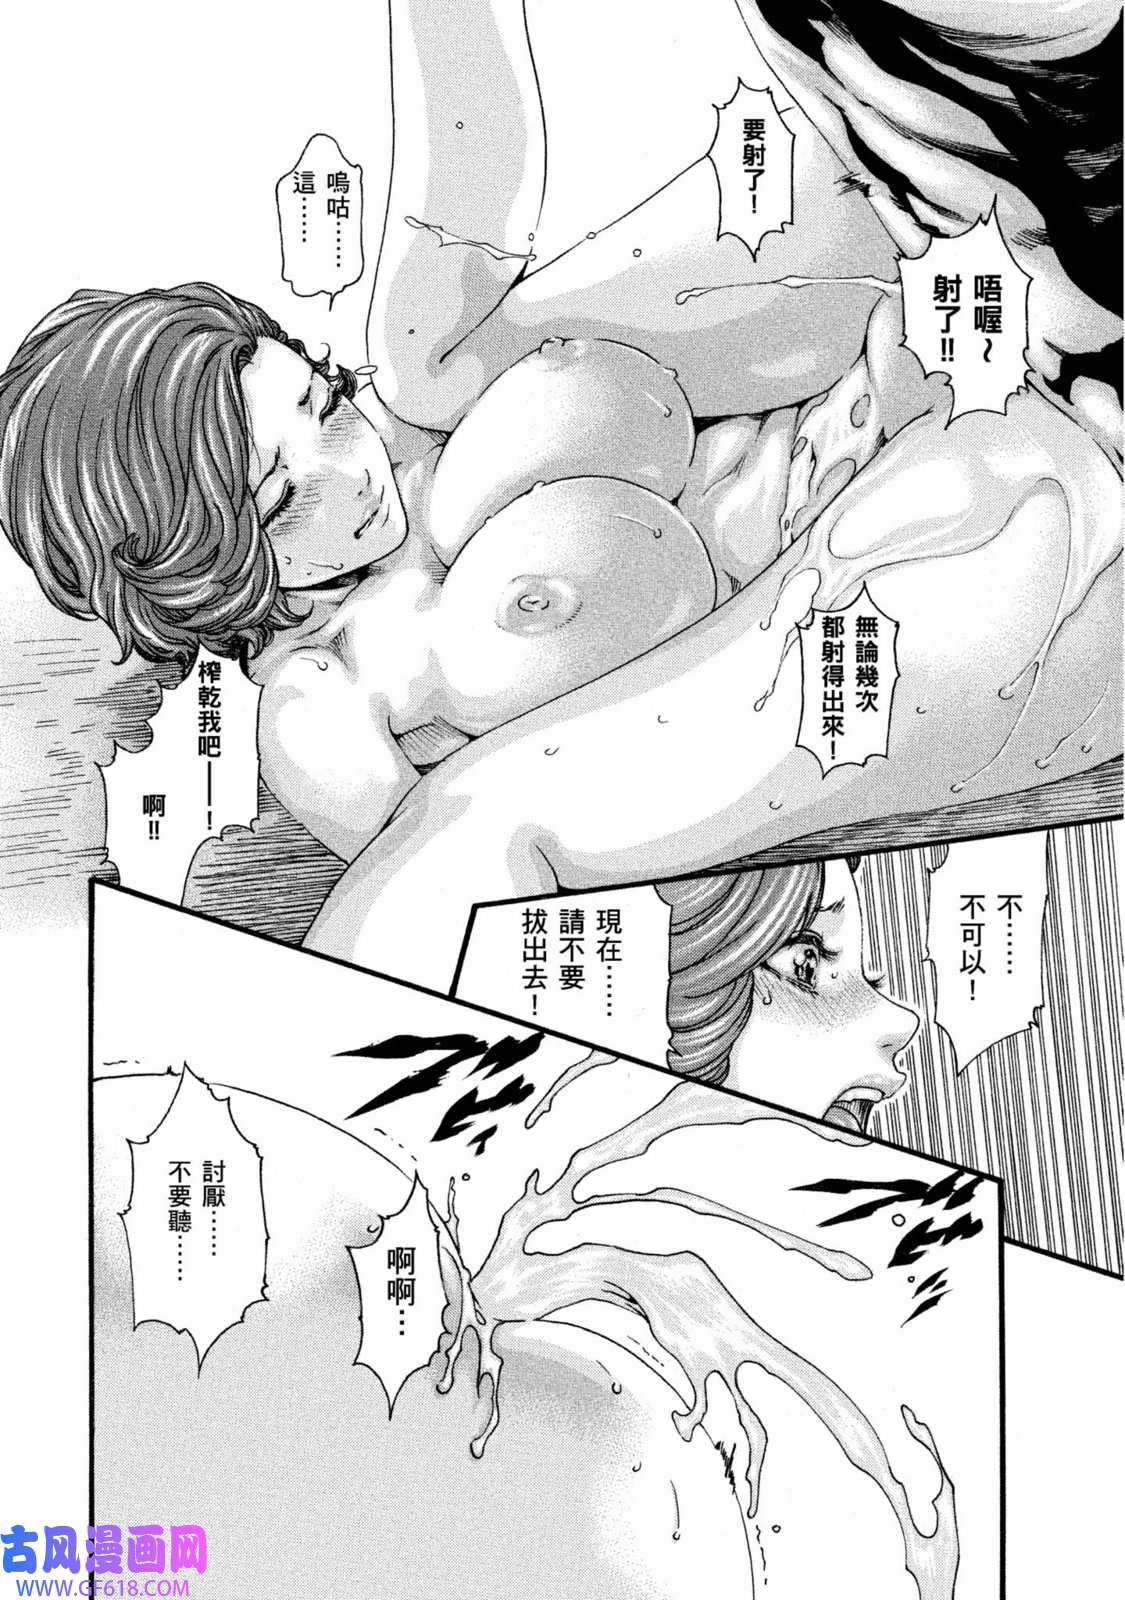 要射了！
唔喔~
射了!!
嗚咕……
這……
無論幾次
都射得出來！
榨乾我吧——！
啊!!
不……
不可以！
現在……
請不要
拔出去！
啊啊…
討厭……
不要聽……
古风漫画网
WWW.GF618.COM